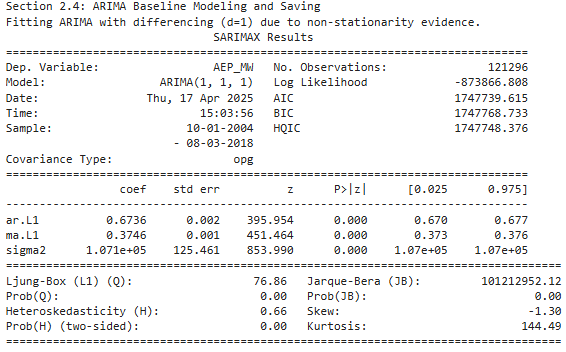 Section 2.4: ARIMA Baseline Modeling and Saving
Fitting ARIMA with differencing (d=1) due to non-stationarity evidence.
                               SARIMAX Results
==============================================================================
Dep. Variable:                 AEP_MW   No. Observations:               121296
Model:                 ARIMA(1, 1, 1)   Log Likelihood             -873866.808
Date:                Thu, 17 Apr 2025   AIC                        1747739.615
Time:                        15:03:56   BIC                        1747768.733
Sample:                    10-01-2004   HQIC                       1747748.376
                         - 08-03-2018
Covariance Type:                  opg
==============================================================================
                 coef    std err          z      P>|z|      [0.025      0.975]
------------------------------------------------------------------------------
ar.L1          0.6736      0.002    395.954      0.000       0.670       0.677
ma.L1          0.3746      0.001    451.464      0.000       0.373       0.376
sigma2      1.071e+05    125.461    853.990      0.000    1.07e+05    1.07e+05
===================================================================================
Ljung-Box (L1) (Q):                  76.86   Jarque-Bera (JB):         101212952.12
Prob(Q):                              0.00   Prob(JB):                         0.00
Heteroskedasticity (H):               0.66   Skew:                            -1.30
Prob(H) (two-sided):                  0.00   Kurtosis:                       144.49
===================================================================================